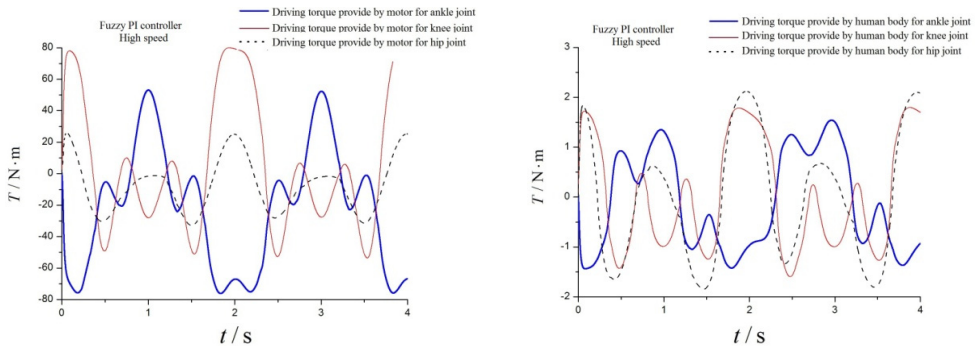 Fuzzy PI controller
High speed
Driving torque provide by motor for ankle joint
Driving torque provide by motor for knee joint
Driving torque provide by motor for hip joint
80
60
40
20
0
-20
-40
-60
-80
T / N·m
0
1
2
3
4
t / s
Fuzzy PI controller
High speed
Driving torque provide by human body for ankle joint
Driving torque provide by human body for knee joint
Driving torque provide by human body for hip joint
3
2
1
0
-1
-2
T / N·m
0
1
2
3
4
t / s